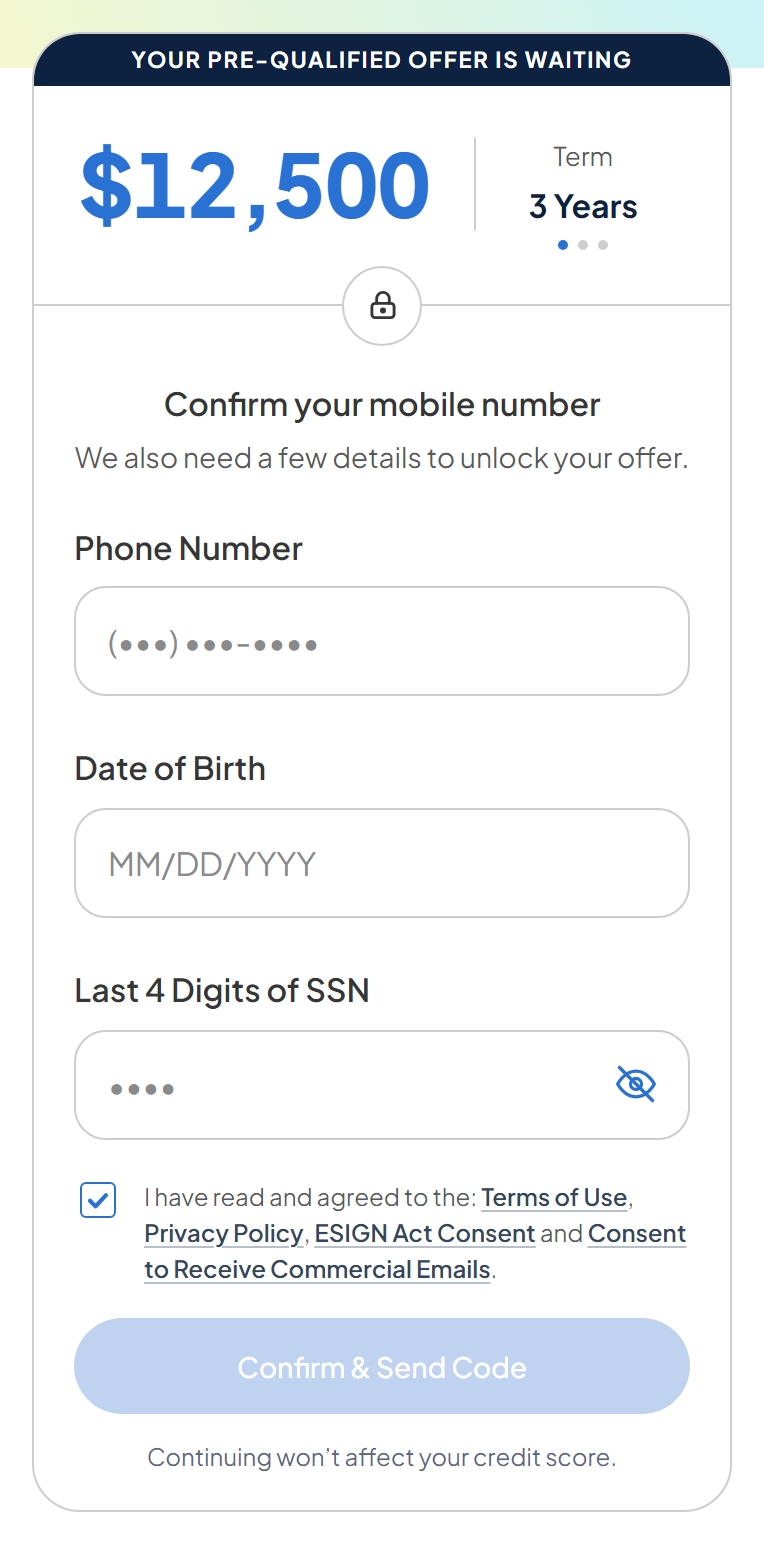 YOUR PRE-QUALIFIED OFFER IS WAITING
$12,500
Term
3 Years
Confirm your mobile number
We also need a few details to unlock your offer.
Phone Number
(•••) •••-••••
Date of Birth
MM/DD/YYYY
Last 4 Digits of SSN
••••
I have read and agreed to the: Terms of Use,
Privacy Policy, ESIGN Act Consent and Consent
to Receive Commercial Emails.
Confirm & Send Code
Continuing won’t affect your credit score.